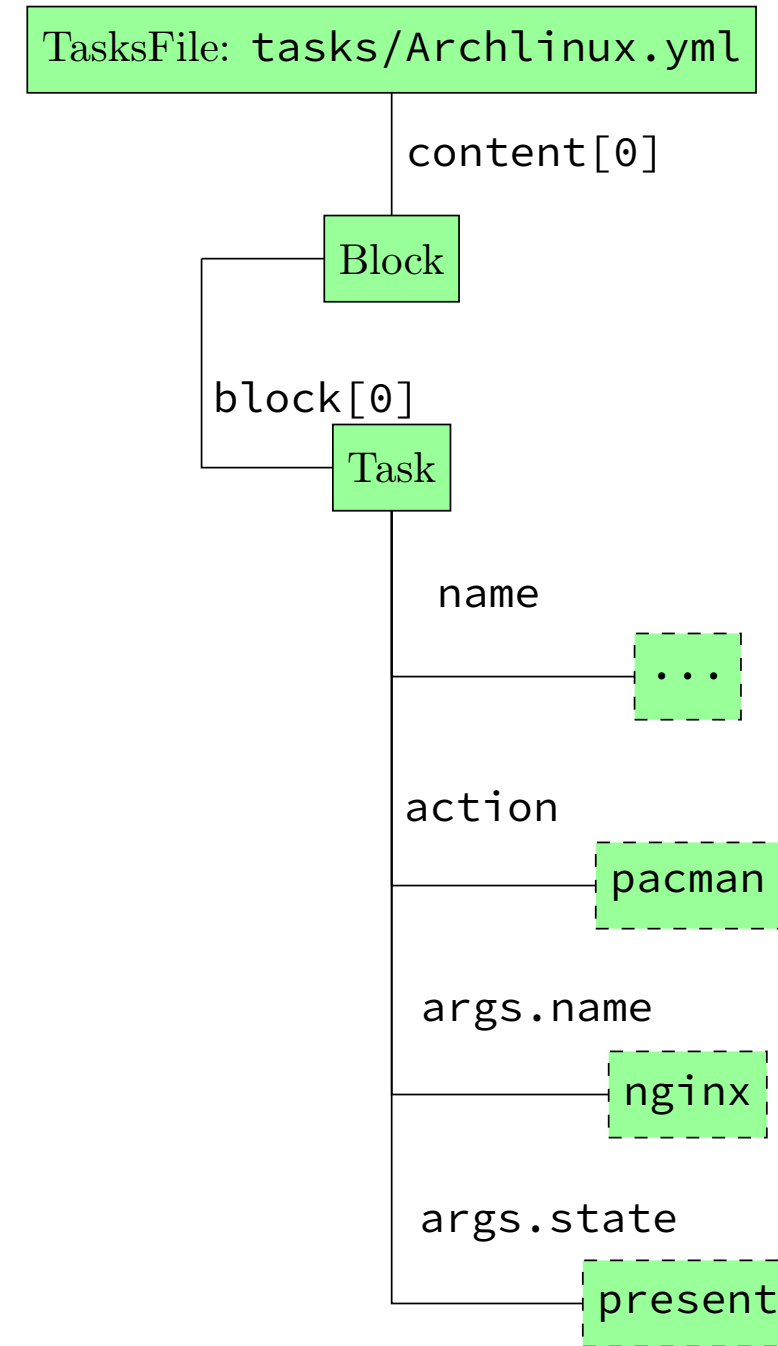 TasksFile: tasks/Archlinux.yml
content[0]
Block
block[0]
Task
name
...
action
pacman
args.name
nginx
args.state
present